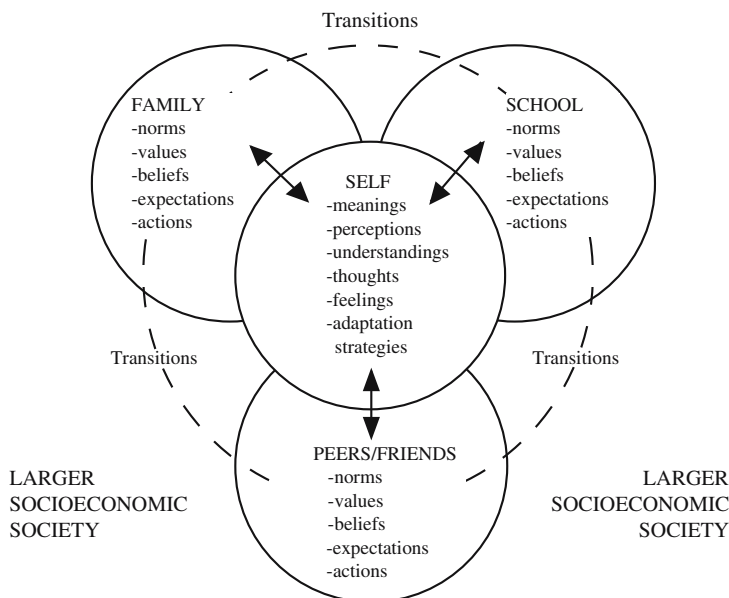 Transitions
FAMILY
-norms
-values
-beliefs
-expectations
-actions
SCHOOL
-norms
-values
-beliefs
-expectations
-actions
SELF
-meanings
-perceptions
-understandings
-thoughts
-feelings
-adaptation
strategies
Transitions
Transitions
PEERS/FRIENDS
-norms
-values
-beliefs
-expectations
-actions
LARGER
SOCIOECONOMIC
SOCIETY
LARGER
SOCIOECONOMIC
SOCIETY